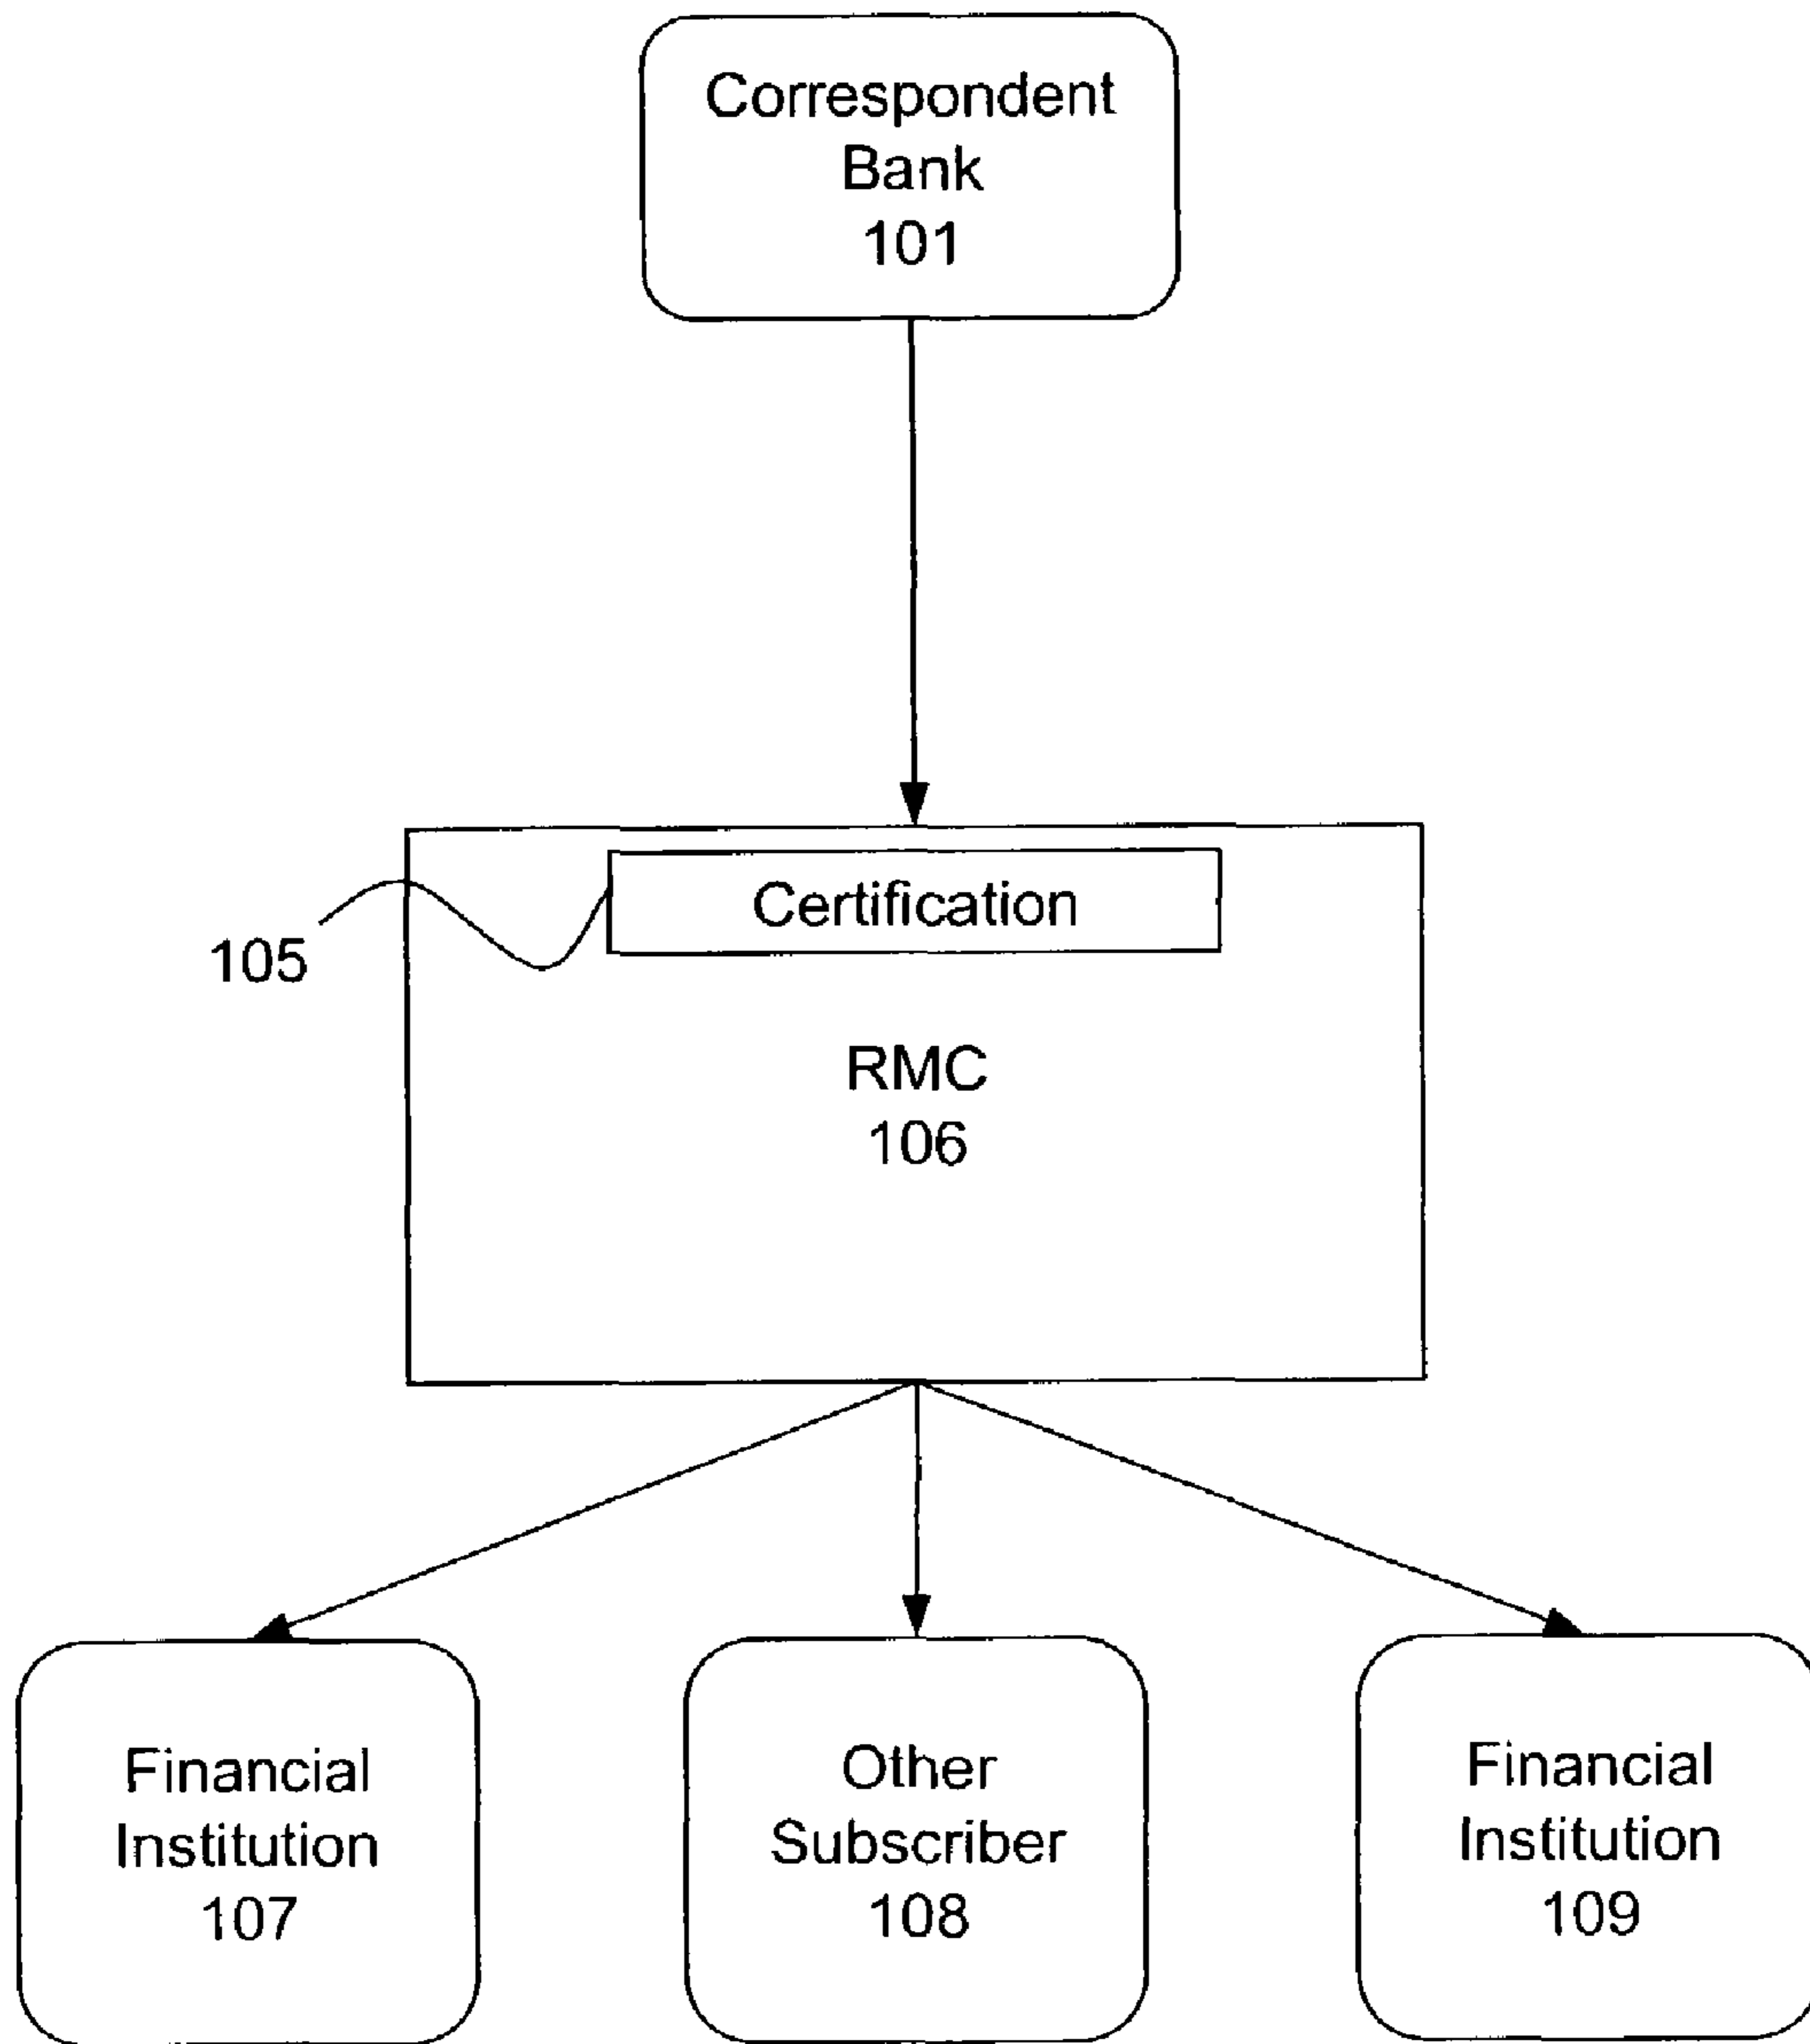 Correspondent
Bank
101
Certification
105
RMC
106
Financial
Institution
107
Other
Subscriber
108
Financial
Institution
109